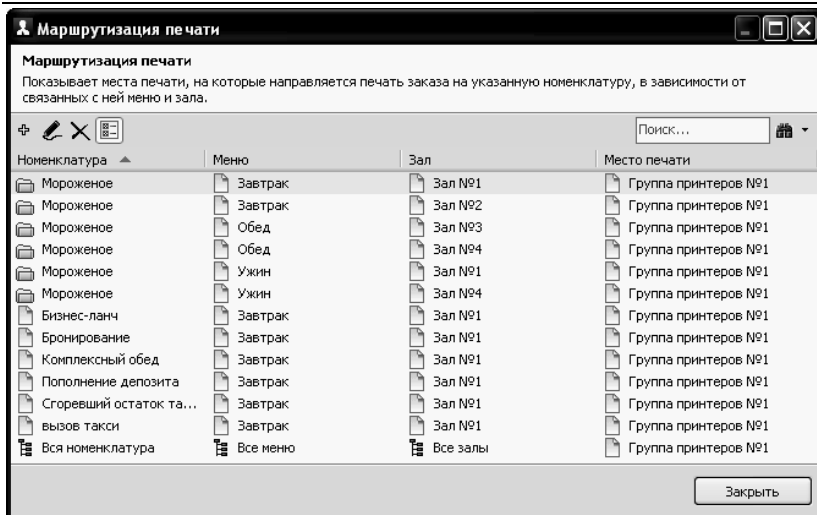 Маршрутизация печати
Маршрутизация печати
Показывает места печати, на которые направляется печать заказа на указанную номенклатуру, в зависимости от
связанных с ней меню и зала.
Поиск...
Номенклатура Меню Зал Место печати
Мороженое Завтрак Зал №1 Группа принтеров №1
Мороженое Завтрак Зал №2 Группа принтеров №1
Мороженое Обед Зал №3 Группа принтеров №1
Мороженое Обед Зал №4 Группа принтеров №1
Мороженое Ужин Зал №1 Группа принтеров №1
Мороженое Ужин Зал №4 Группа принтеров №1
Бизнес-ланч Завтрак Зал №1 Группа принтеров №1
Бронирование Завтрак Зал №1 Группа принтеров №1
Комплексный обед Завтрак Зал №1 Группа принтеров №1
Пополнение депозита Завтрак Зал №1 Группа принтеров №1
Сгоревший остаток та... Завтрак Зал №1 Группа принтеров №1
вызов такси Завтрак Зал №1 Группа принтеров №1
Вся номенклатура Все меню Все залы Группа принтеров №1
Закрыть